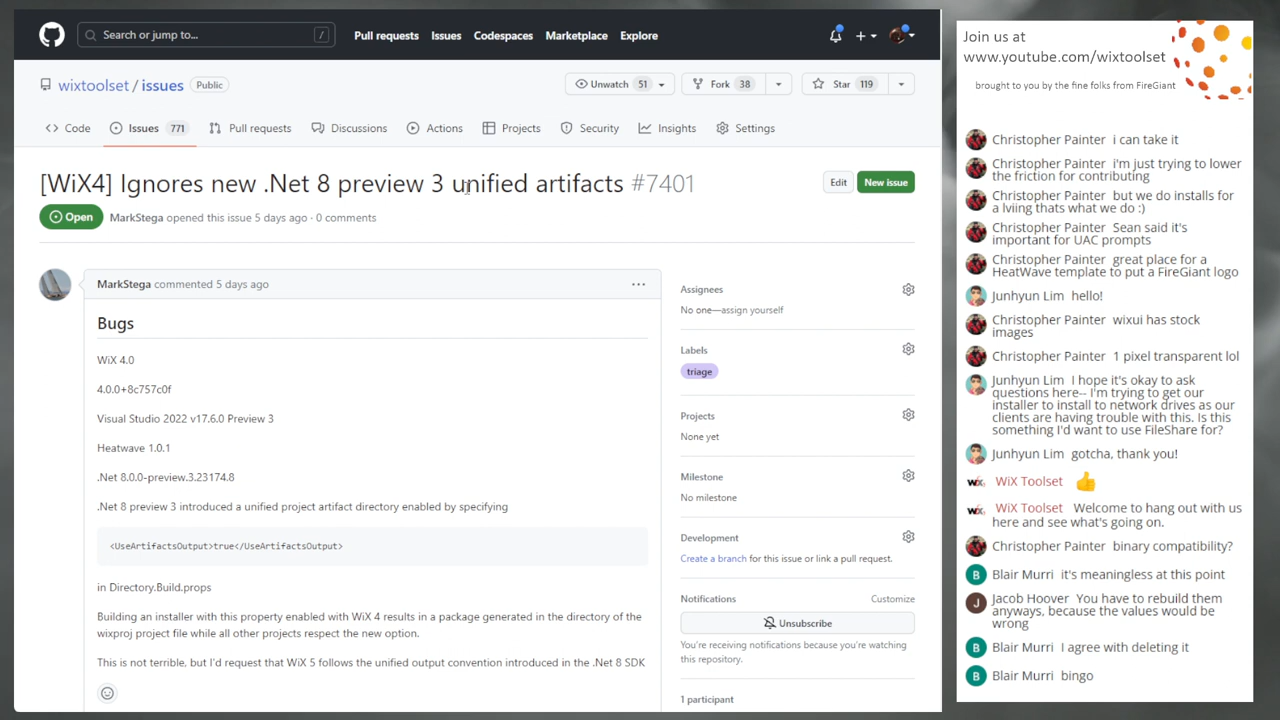 Search or jump to...
/
Pull requests
Issues
Codespaces
Marketplace
Explore
wixtoolset / issues
Public
Unwatch 51
Fork 38
Star 119
Code
Issues 771
Pull requests
Discussions
Actions
Projects
Security
Insights
Settings
[WiX4] Ignores new .Net 8 preview 3 unified artifacts #7401
Edit
New issue
Open
MarkStega opened this issue 5 days ago · 0 comments
MarkStega commented 5 days ago
Bugs
WiX 4.0
4.0.0+8c757c0f
Visual Studio 2022 v17.6.0 Preview 3
Heatwave 1.0.1
.Net 8.0.0-preview.3.23174.8
.Net 8 preview 3 introduced a unified project artifact directory enabled by specifying
<UseArtifactsOutput>true</UseArtifactsOutput>
in Directory.Build.props
Building an installer with this property enabled with WiX 4 results in a package generated in the directory of the
wixproj project file while all other projects respect the new option.
This is not terrible, but I'd request that WiX 5 follows the unified output convention introduced in the .Net 8 SDK
Assignees
No one—assign yourself
Labels
triage
Projects
None yet
Milestone
No milestone
Development
Create a branch for this issue or link a pull request.
Notifications
Customize
Unsubscribe
You're receiving notifications because you're watching
this repository.
1 participant
Join us at
www.youtube.com/wixtoolset
brought to you by the fine folks from FireGiant
Christopher Painter i can take it
Christopher Painter i'm just trying to lower
the friction for contributing
Christopher Painter but we do installs for
a lviing thats what we do :)
Christopher Painter Sean said it's
important for UAC prompts
Christopher Painter great place for a
HeatWave template to put a FireGiant logo
Junhyun Lim hello!
Christopher Painter wixui has stock
images
Christopher Painter 1 pixel transparent lol
Junhyun Lim I hope it's okay to ask
questions here-- I'm trying to get our
installer to install to network drives as our
clients are having trouble with this. Is this
something I'd want to use FileShare for?
Junhyun Lim gotcha, thank you!
WiX Toolset 👍
WiX Toolset Welcome to hang out with us
here and see what's going on.
Christopher Painter binary compatibility?
B Blair Murri it's meaningless at this point
J Jacob Hoover You have to rebuild them
anyways, because the values would be
wrong
B Blair Murri I agree with deleting it
B Blair Murri bingo